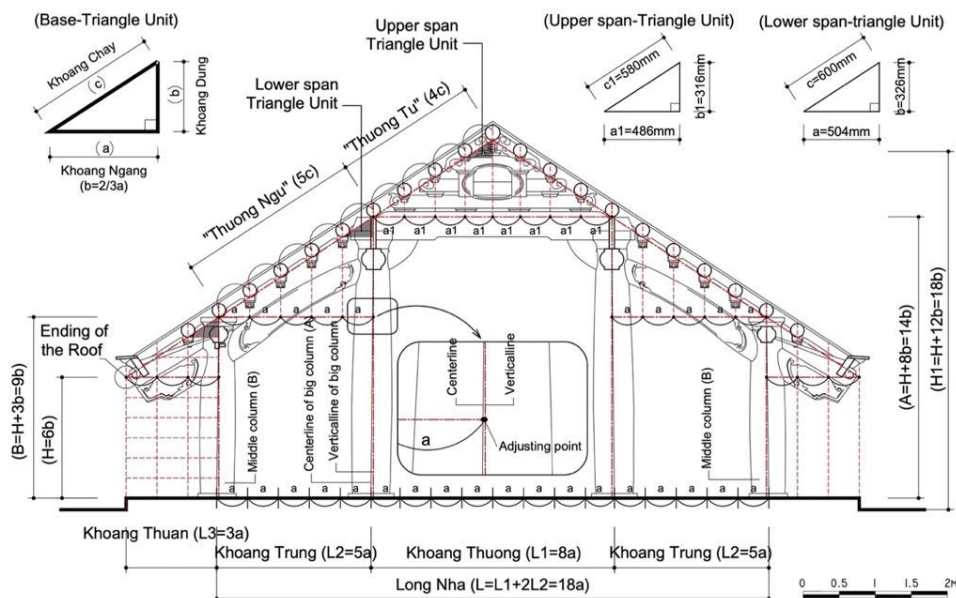 (Base-Triangle Unit)
Khoang Chay
(c)
(b)
Khoang Dung
(a)
Khoang Ngang
(b=2/3a)
Upper span
Triangle Unit
Lower span
Triangle Unit
(Upper span-Triangle Unit)
c1=580mm
b1=316mm
a1=486mm
(Lower span-triangle Unit)
c=600mm
b=326mm
a=504mm
"Thuong Tu" (4c)
"Thuong Ngu" (5c)
a1 a1 a1 a1 a1 a1 a1 a1
a a a a a
a a a a a
Ending of
the Roof
(B=H+3b=9b)
(H=6b)
Middle column (B)
Centerline of big column (A)
Verticalline of big column
Centerline
Verticalline
a
Adjusting point
Middle column (B)
(A=H+8b=14b)
(H1=H+12b=18b)
a a a a a a a a a a a a a a a a a a
Khoang Thuan (L3=3a)
Khoang Trung (L2=5a)
Khoang Thuong (L1=8a)
Khoang Trung (L2=5a)
Long Nha (L=L1+2L2=18a)
0 0.5 1 1.5 2M